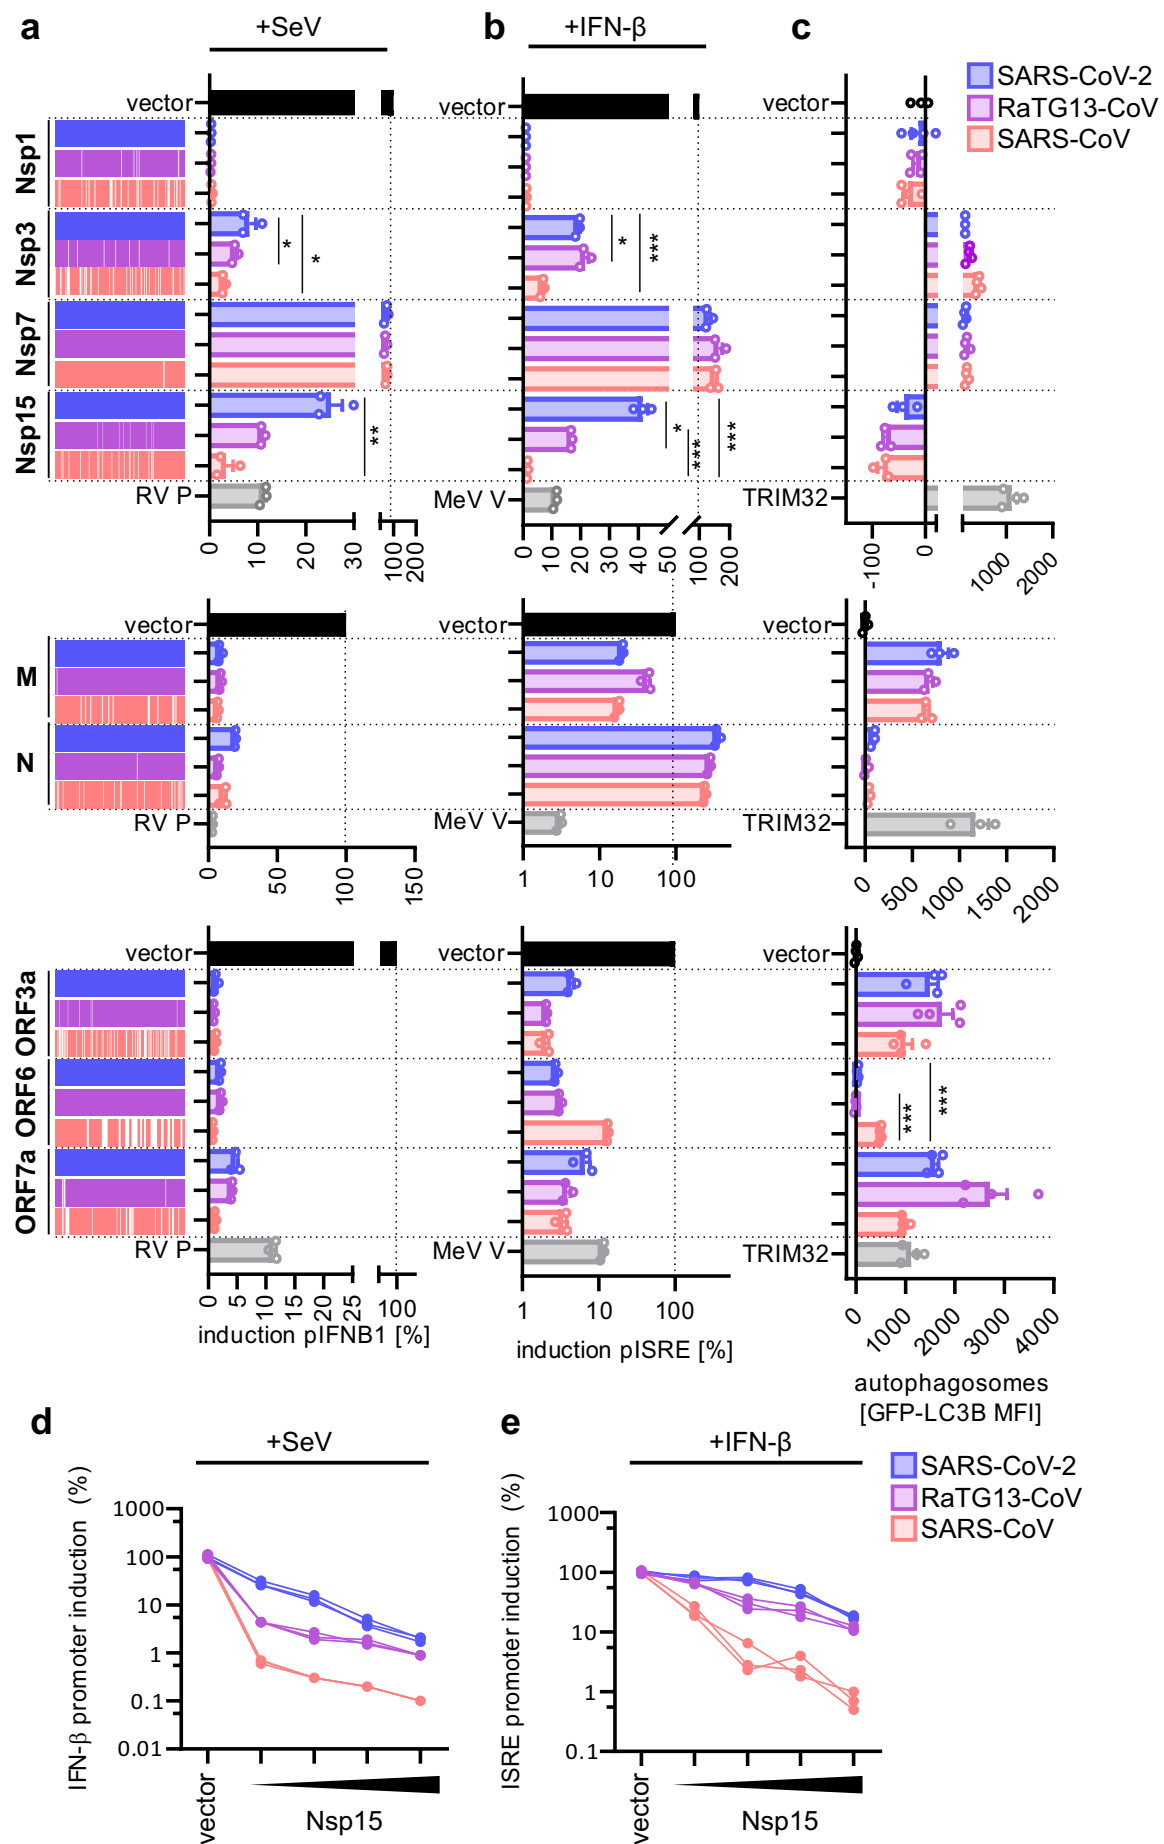 a
+SeV
b
+IFN-β
c
SARS-CoV-2
RaTG13-CoV
SARS-CoV
vector
Nsp1
Nsp3
* *
* ***
Nsp7
Nsp15
**
* *** ***
RV P
MeV V
TRIM32
0 10 20 30 100 200
0 10 20 30 40 50 100 200
-100 0 1000 2000
vector
vector
vector
M
N
RV P
MeV V
TRIM32
0 50 100 150
1 10 100
0 500 1000 1500 2000
vector
vector
vector
ORF3a
ORF6
*** ***
ORF7a
RV P
MeV V
TRIM32
0 5 10 15 20 25 100
1 10 100
0 1000 2000 3000 4000
induction pIFNB1 [%]
induction pISRE [%]
autophagosomes
[GFP-LC3B MFI]
d
+SeV
IFN-β promoter induction (%)
1000
100
10
1
0.1
0.01
vector
Nsp15
e
+IFN-β
ISRE promoter induction (%)
1000
100
10
1
0.1
vector
Nsp15
SARS-CoV-2
RaTG13-CoV
SARS-CoV